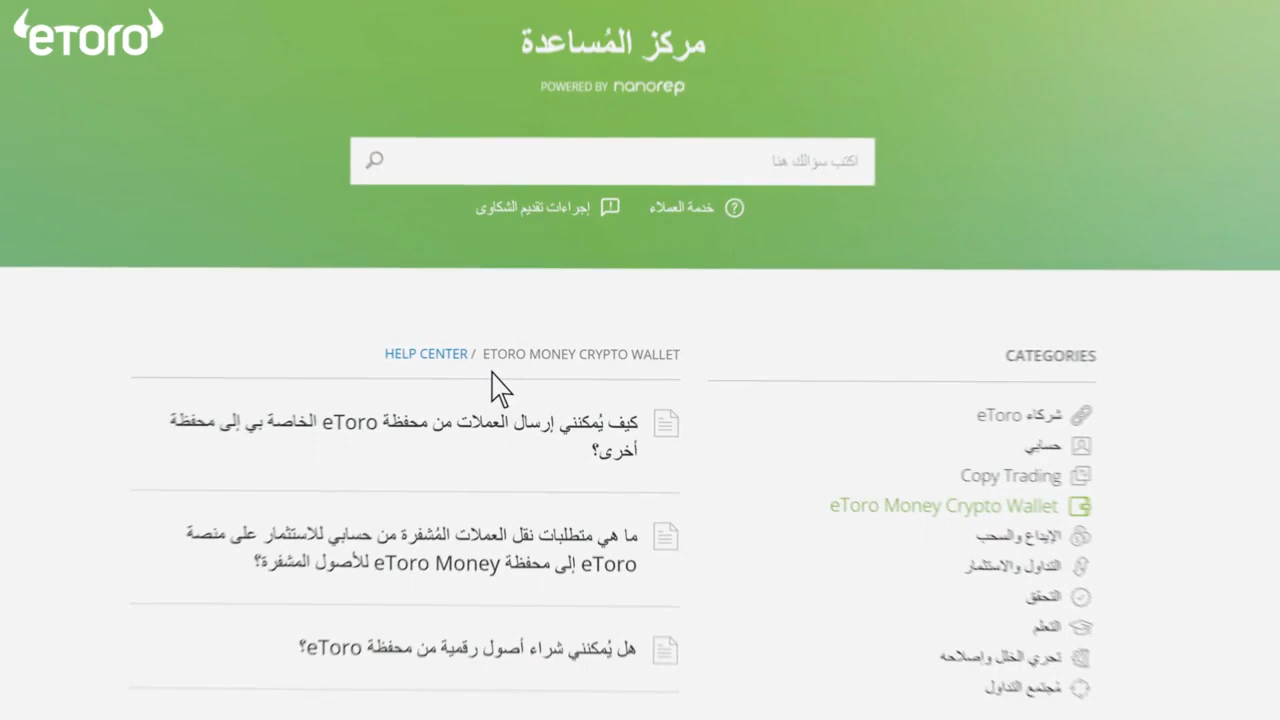 eToro
مركز المُساعدة
POWERED BY nanorep
اكتب سؤالك هنا
خدمة العملاء
إجراءات تقديم الشكاوى
CATEGORIES
شركاء eToro
حسابي
Copy Trading
eToro Money Crypto Wallet
الإيداع والسحب
التداول والاستثمار
التحقق
التعلم
تحري الخلل وإصلاحه
مُجتمع التداول
HELP CENTER / ETORO MONEY CRYPTO WALLET
كيف يُمكنني إرسال العملات من محفظة eToro الخاصة بي إلى محفظة
أخرى؟
ما هي متطلبات نقل العملات المُشفرة من حسابي للاستثمار على منصة
eToro إلى محفظة eToro Money للأصول المشفرة؟
هل يُمكنني شراء أصول رقمية من محفظة eToro؟